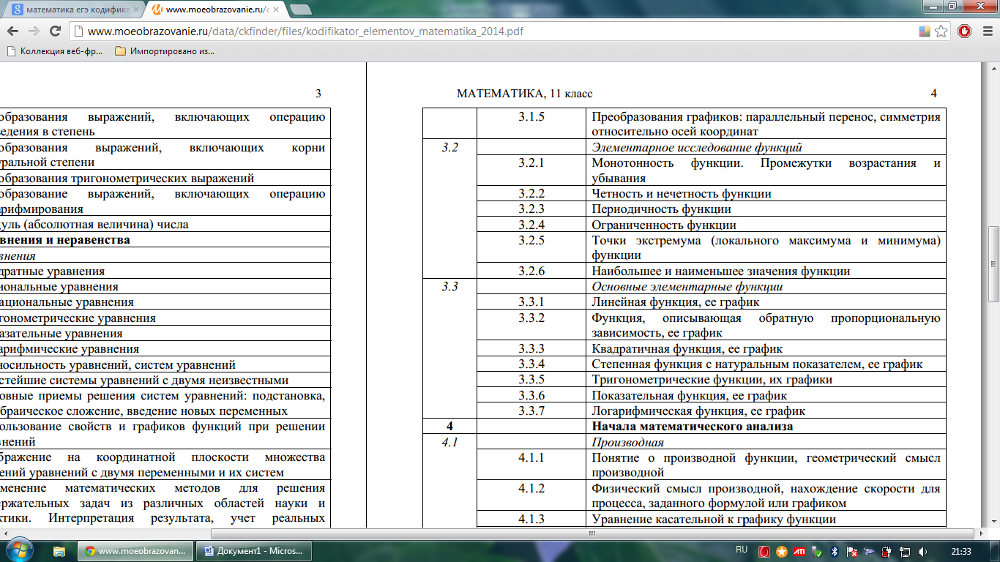 математика егэ кодифика
www.moeobrazovanie.ru/
www.moeobrazovanie.ru/data/ckfinder/files/kodifikator_elementov_matematika_2014.pdf
Коллекция веб-фр...
Импортировано из...
3
образования выражений, включающих операцию
ведения в степень
образования выражений, включающих корни
уральной степени
образования тригонометрических выражений
образование выражений, включающих операцию
арифмирования
уль (абсолютная величина) числа
внения и неравенства
внения
дратные уравнения
иональные уравнения
ациональные уравнения
гонометрические уравнения
азательные уравнения
арифмические уравнения
носильность уравнений, систем уравнений
стейшие системы уравнений с двумя неизвестными
овные приемы решения систем уравнений: подстановка,
браическое сложение, введение новых переменных
ользование свойств и графиков функций при решении
внений
бражение на координатной плоскости множества
ений уравнений с двумя переменными и их систем
менение математических методов для решения
ержательных задач из различных областей науки и
ктики. Интерпретация результата, учет реальных
МАТЕМАТИКА, 11 класс 4
3.1.5 Преобразования графиков: параллельный перенос, симметрия
относительно осей координат
3.2 Элементарное исследование функций
3.2.1 Монотонность функции. Промежутки возрастания и
убывания
3.2.2 Четность и нечетность функции
3.2.3 Периодичность функции
3.2.4 Ограниченность функции
3.2.5 Точки экстремума (локального максимума и минимума)
функции
3.2.6 Наибольшее и наименьшее значения функции
3.3 Основные элементарные функции
3.3.1 Линейная функция, ее график
3.3.2 Функция, описывающая обратную пропорциональную
зависимость, ее график
3.3.3 Квадратичная функция, ее график
3.3.4 Степенная функция с натуральным показателем, ее график
3.3.5 Тригонометрические функции, их графики
3.3.6 Показательная функция, ее график
3.3.7 Логарифмическая функция, ее график
4 Начала математического анализа
4.1 Производная
4.1.1 Понятие о производной функции, геометрический смысл
производной
4.1.2 Физический смысл производной, нахождение скорости для
процесса, заданного формулой или графиком
4.1.3 Уравнение касательной к графику функции
www.moeobrazovan...
Документ1 - Micros...
RU
ATI
21:33